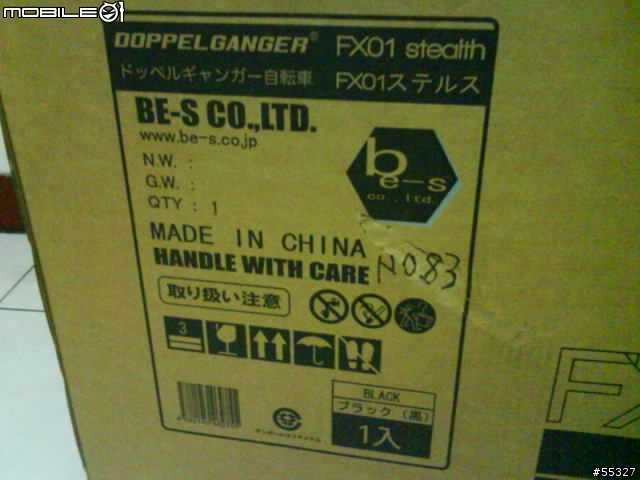 MOBILE01
DOPPELGANGER® FX01 stealth
ドッペルギャンガー自転車 FX01ステルス
BE-S CO.,LTD.
www.be-s.co.jp
N.W. :
G.W. :
QTY : 1
be-s
co., ltd.
MADE IN CHINA
HANDLE WITH CARE
NO.83
取り扱い注意
3
BLACK
ブラック（黒）
1入
FX
#55327